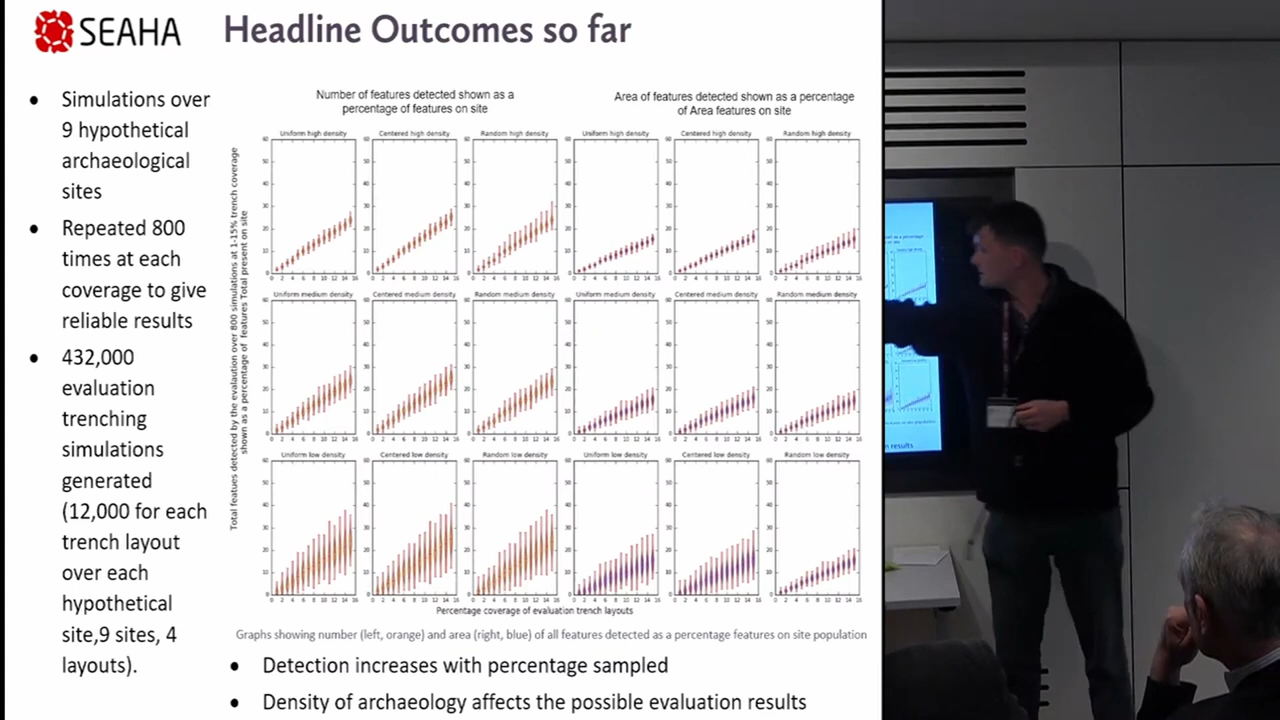 SEAHA
Headline Outcomes so far
• Simulations over
9 hypothetical
archaeological
sites
• Repeated 800
times at each
coverage to give
reliable results
• 432,000
evaluation
trenching
simulations
generated
(12,000 for each
trench layout
over each
hypothetical
site,9 sites, 4
layouts).
Number of features detected shown as a
percentage of features on site
Area of features detected shown as a percentage
of Area features on site
Total featues detected by the evalaution over 800 simulations at 1-15% trench coverage
shown as a percentage of features Total present on site
Uniform high density
Centered high density
Random high density
Uniform high density
Centered high density
Random high density
Uniform medium density
Centered medium density
Random medium density
Uniform medium density
Centered medium density
Random medium density
Uniform low density
Centered low density
Random low density
Uniform low density
Centered low density
Random low density
Percentage coverage of evaluation trench layouts
Graphs showing number (left, orange) and area (right, blue) of all features detected as a percentage features on site population
• Detection increases with percentage sampled
• Density of archaeology affects the possible evaluation results